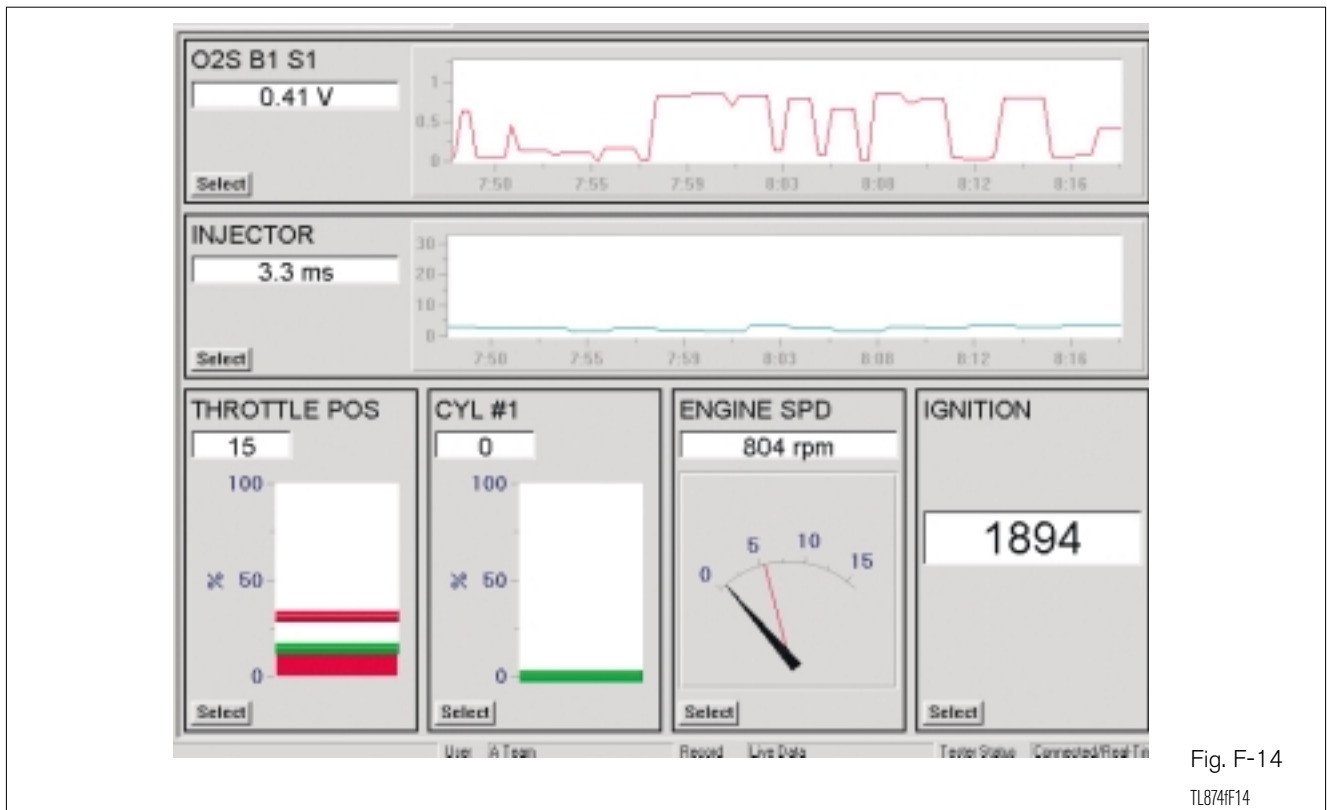 O2S B1 S1
0.41 V
1
0.5
0
7:50 7:55 7:59 8:03 8:08 8:12 8:16
Select
INJECTOR
3.3 ms
30
20
10
0
7:50 7:55 7:59 8:03 8:08 8:12 8:16
Select
THROTTLE POS
15
100
% 50
0
Select
CYL #1
0
100
% 50
0
Select
ENGINE SPD
804 rpm
0 5 10 15
Select
IGNITION
1894
Select
User A Team Record Live Data Tester Status Connected/Real-Tim
Fig. F-14
TL874fF14